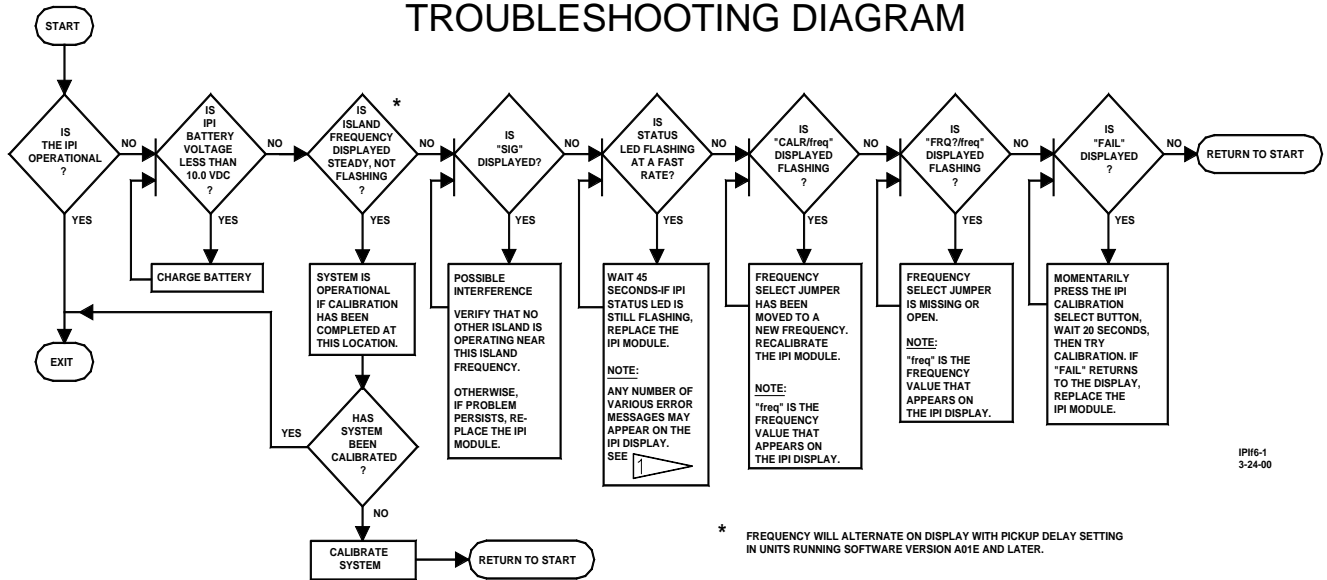 TROUBLESHOOTING DIAGRAM
START
IS
THE IPI
OPERATIONAL
?
NO
YES
EXIT
IS
IPI
BATTERY
VOLTAGE
LESS THAN
10.0 VDC
?
NO
YES
CHARGE BATTERY
*
IS
ISLAND
FREQUENCY
DISPLAYED
STEADY, NOT
FLASHING
?
NO
YES
SYSTEM IS
OPERATIONAL
IF CALIBRATION
HAS BEEN
COMPLETED AT
THIS LOCATION.
HAS
SYSTEM
BEEN
CALIBRATED
?
YES
NO
CALIBRATE
SYSTEM
RETURN TO START
IS
"SIG"
DISPLAYED?
NO
YES
POSSIBLE
INTERFERENCE
VERIFY THAT NO
OTHER ISLAND IS
OPERATING NEAR
THIS ISLAND
FREQUENCY.
OTHERWISE,
IF PROBLEM
PERSISTS, RE-
PLACE THE IPI
MODULE.
IS
STATUS
LED FLASHING
AT A FAST
RATE?
NO
YES
WAIT 45
SECONDS-IF IPI
STATUS LED IS
STILL FLASHING,
REPLACE THE
IPI MODULE.
NOTE:
ANY NUMBER OF
VARIOUS ERROR
MESSAGES MAY
APPEAR ON THE
IPI DISPLAY.
SEE 1
IS
"CALR/freq"
DISPLAYED
FLASHING
?
NO
YES
FREQUENCY
SELECT JUMPER
HAS BEEN
MOVED TO A
NEW FREQUENCY.
RECALIBRATE
THE IPI MODULE.
NOTE:
"freq" IS THE
FREQUENCY
VALUE THAT
APPEARS ON
THE IPI DISPLAY.
IS
"FRQ?/freq"
DISPLAYED
FLASHING
?
NO
YES
FREQUENCY
SELECT JUMPER
IS MISSING OR
OPEN.
NOTE:
"freq" IS THE
FREQUENCY
VALUE THAT
APPEARS ON
THE IPI DISPLAY.
IS
"FAIL"
DISPLAYED
?
NO
YES
RETURN TO START
MOMENTARILY
PRESS THE IPI
CALIBRATION
SELECT BUTTON,
WAIT 20 SECONDS,
THEN TRY
CALIBRATION. IF
"FAIL" RETURNS
TO THE DISPLAY,
REPLACE THE
IPI MODULE.
IPIf6-1
3-24-00
* FREQUENCY WILL ALTERNATE ON DISPLAY WITH PICKUP DELAY SETTING
IN UNITS RUNNING SOFTWARE VERSION A01E AND LATER.